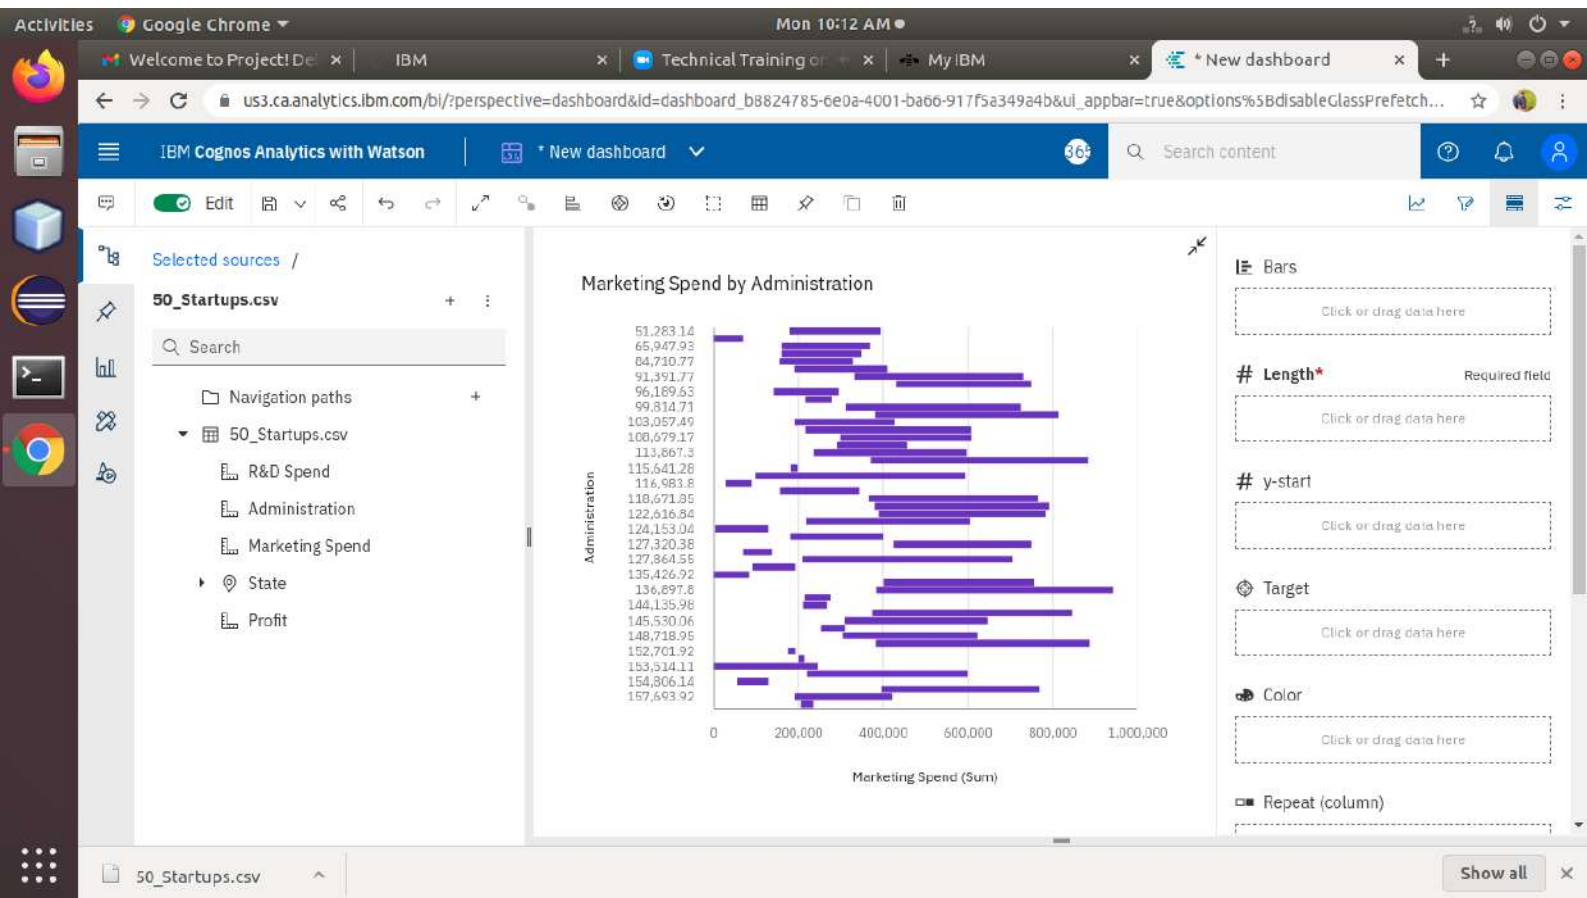 Activities Google Chrome Mon 10:12 AM
Welcome to Project! De IBM Technical Training or My IBM * New dashboard
us3.ca.analytics.ibm.com/bi/?perspective=dashboard&id=dashboard_b8824785-6e0a-4001-ba66-917f5a349a4b&ui_appbar=true&options%5BdisableGlassPrefetch...
IBM Cognos Analytics with Watson * New dashboard 365 Search content
Edit
Selected sources /
50_Startups.csv
Search
Navigation paths
50_Startups.csv
R&D Spend
Administration
Marketing Spend
State
Profit
Marketing Spend by Administration
51,283.14
65,947.93
84,710.77
91,391.77
96,189.63
99,814.71
103,057.49
108,679.17
113,867.3
115,641.28
116,983.8
118,671.85
122,616.84
124,153.04
127,320.38
127,864.55
135,426.92
136,897.8
144,135.98
145,530.06
148,718.95
152,701.92
153,514.11
154,806.14
157,693.92
Administration
0 200,000 400,000 600,000 800,000 1,000,000
Marketing Spend (Sum)
Bars
Click or drag data here
Length* Required field
Click or drag data here
y-start
Click or drag data here
Target
Click or drag data here
Color
Click or drag data here
Repeat (column)
50_Startups.csv Show all